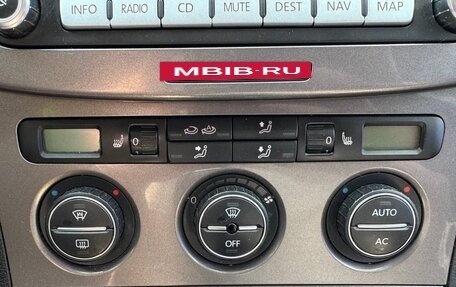 INFO RADIO CD MUTE DEST NAV MAP
MBIB-RU
0 0
0
AUTO
OFF AC